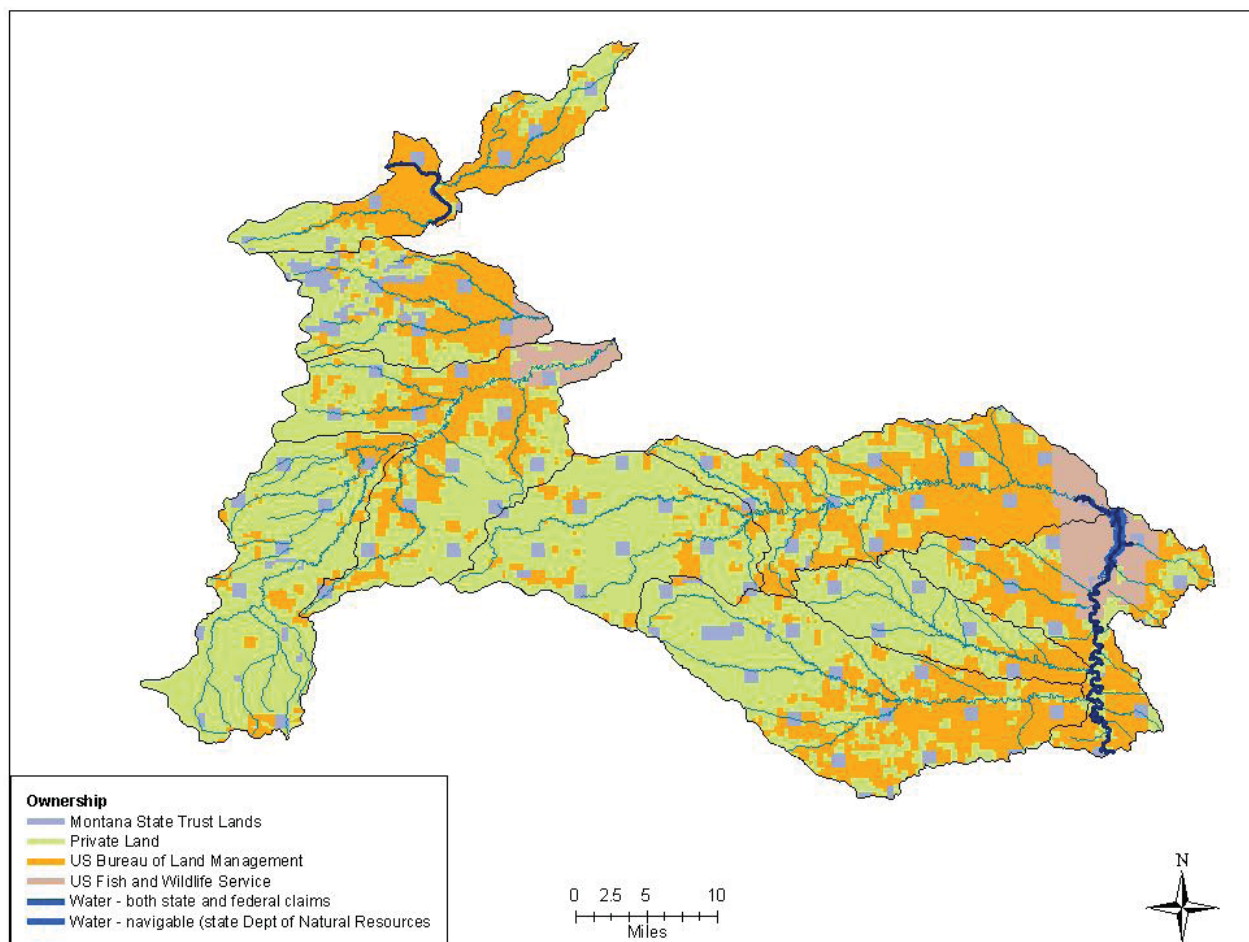 Ownership
Montana State Trust Lands
Private Land
US Bureau of Land Management
US Fish and Wildlife Service
Water - both state and federal claims
Water - navigable (state Dept of Natural Resources
0 2.5 5 10
Miles
N